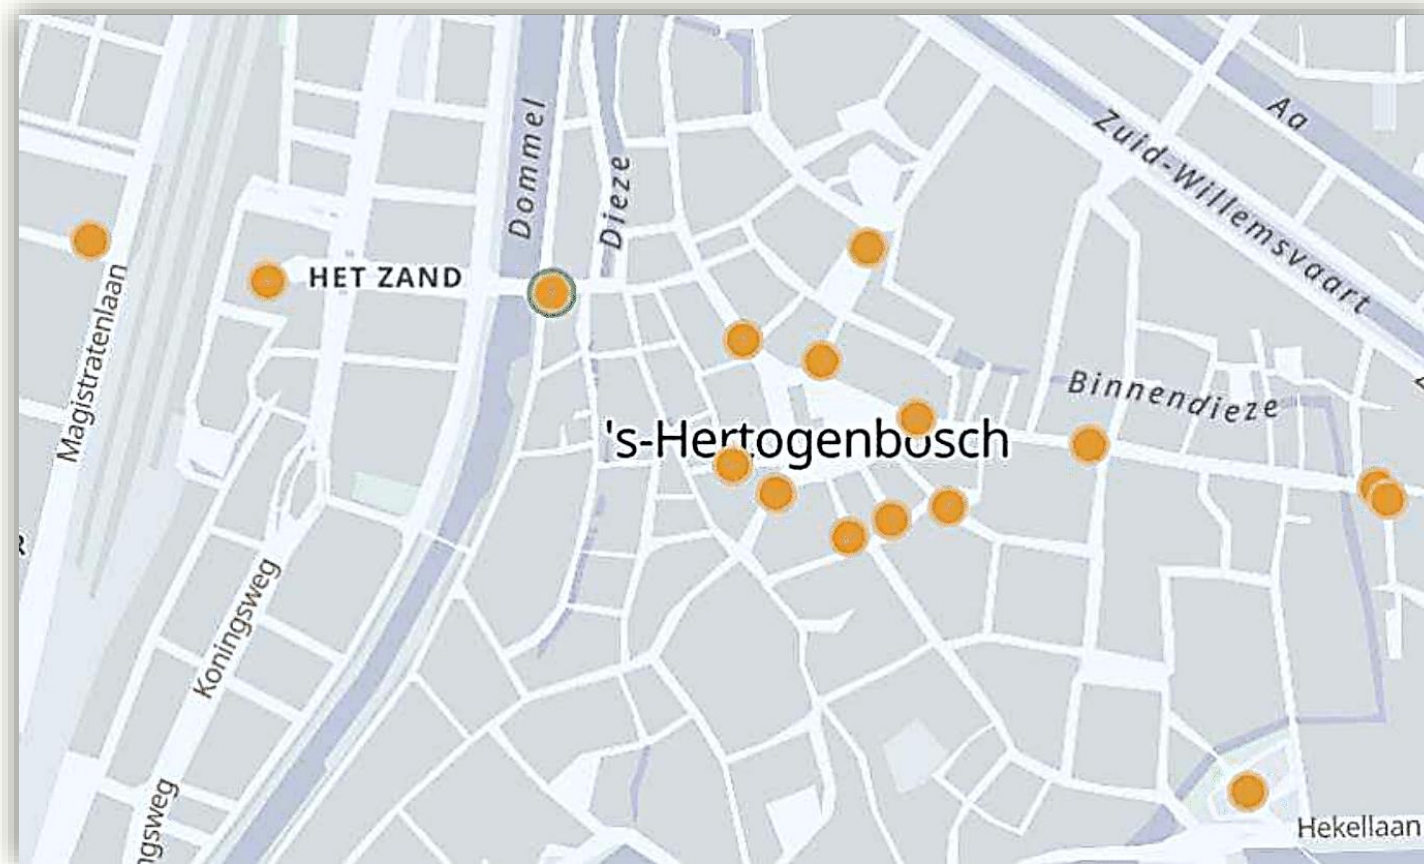 Dommel
Dieze
Aa
Zuid-Willemsvaart
HET ZAND
Magistratenlaan
Binnendieze
's-Hertogenbosch
Koningsweg
ngsweg
Hekellaan